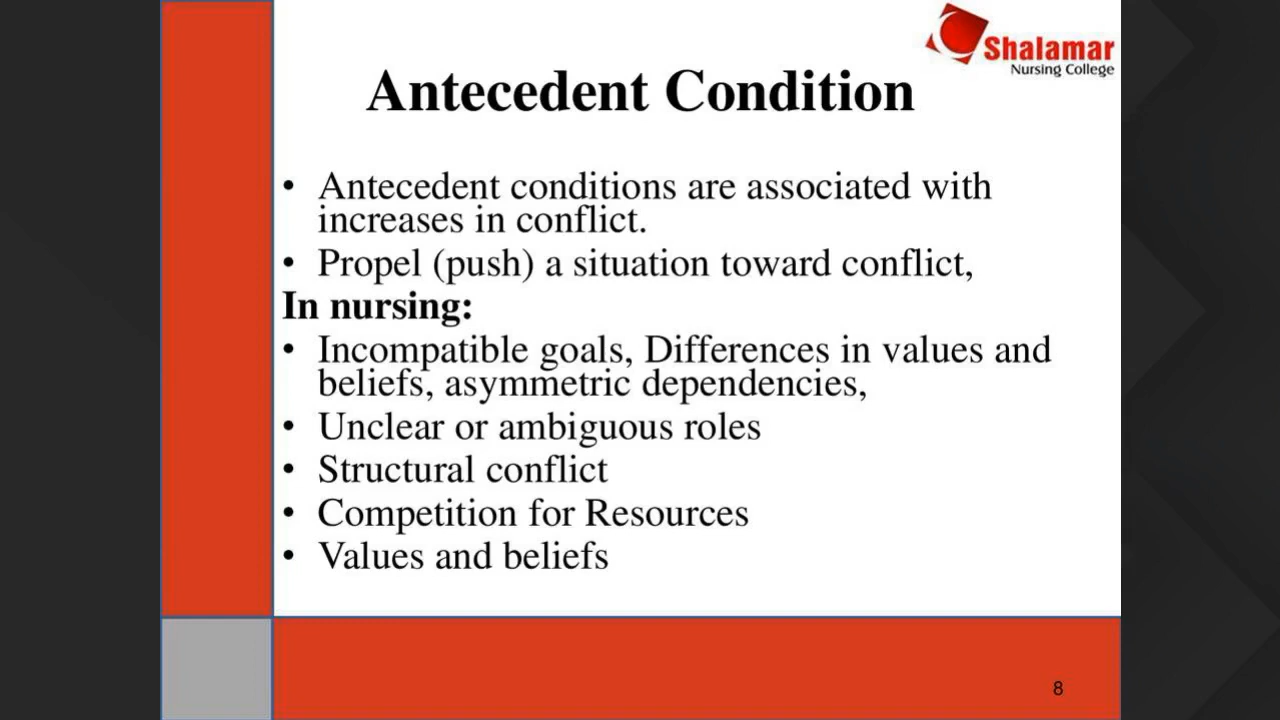 Shalamar
Nursing College
Antecedent Condition
• Antecedent conditions are associated with
increases in conflict.
• Propel (push) a situation toward conflict,
In nursing:
• Incompatible goals, Differences in values and
beliefs, asymmetric dependencies,
• Unclear or ambiguous roles
• Structural conflict
• Competition for Resources
• Values and beliefs
8